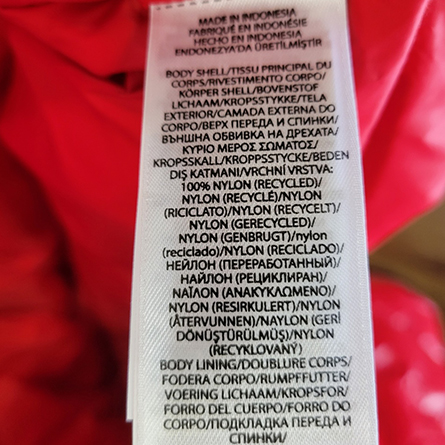 MADE IN INDONESIA
FABRIQUÉ EN INDONÉSIE
HECHO EN INDONESIA
ENDONEZYA'DA ÜRETİLMİŞTİR
BODY SHELL/TISSU PRINCIPAL DU
CORPS/RIVESTIMENTO CORPO/
KÖRPER SHELL/BOVENSTOF
LICHAAM/KROPSSTYKKE/TELA
EXTERIOR/CAMADA EXTERNA DO
CORPO/ВЕРХ ПЕРЕДА И СПИНКИ/
ВЪНШНА ОБВИВКА НА ДРЕХАТА/
ΚΥΡΙΟ ΜΕΡΟΣ ΣΩΜΑΤΟΣ/
KROPSSKALL/KROPPSSTYCKE/BEDEN
DIŞ KATMANI/VRCHNÍ VRSTVA:
100% NYLON (RECYCLED)/
NYLON (RECYCLÉ)/NYLON
(RICICLATO)/NYLON (RECYCELT)/
NYLON (GERECYCLED)/
NYLON (GENBRUGT)/nylon
(reciclado)/NYLON (RECICLADO)/
НЕЙЛОН (ПЕРЕРАБОТАННЫЙ)/
НАЙЛОН (РЕЦИКЛИРАН)/
ΝΑΪΛΟΝ (ΑΝΑΚΥΚΛΩΜΕΝΟ)/
NYLON (RESIRKULERT)/NYLON
(ÅTERVUNNEN)/NAYLON (GERİ
DÖNÜŞTÜRÜLMÜŞ)/NYLON
(RECYKLOVANÝ)
BODY LINING/DOUBLURE CORPS/
FODERA CORPO/RUMPFFUTTER/
VOERING LICHAAM/KROPSFOR/
FORRO DEL CUERPO/FORRO DO
CORPO/ПОДКЛАДКА ПЕРЕДА И
СПИНКИ/